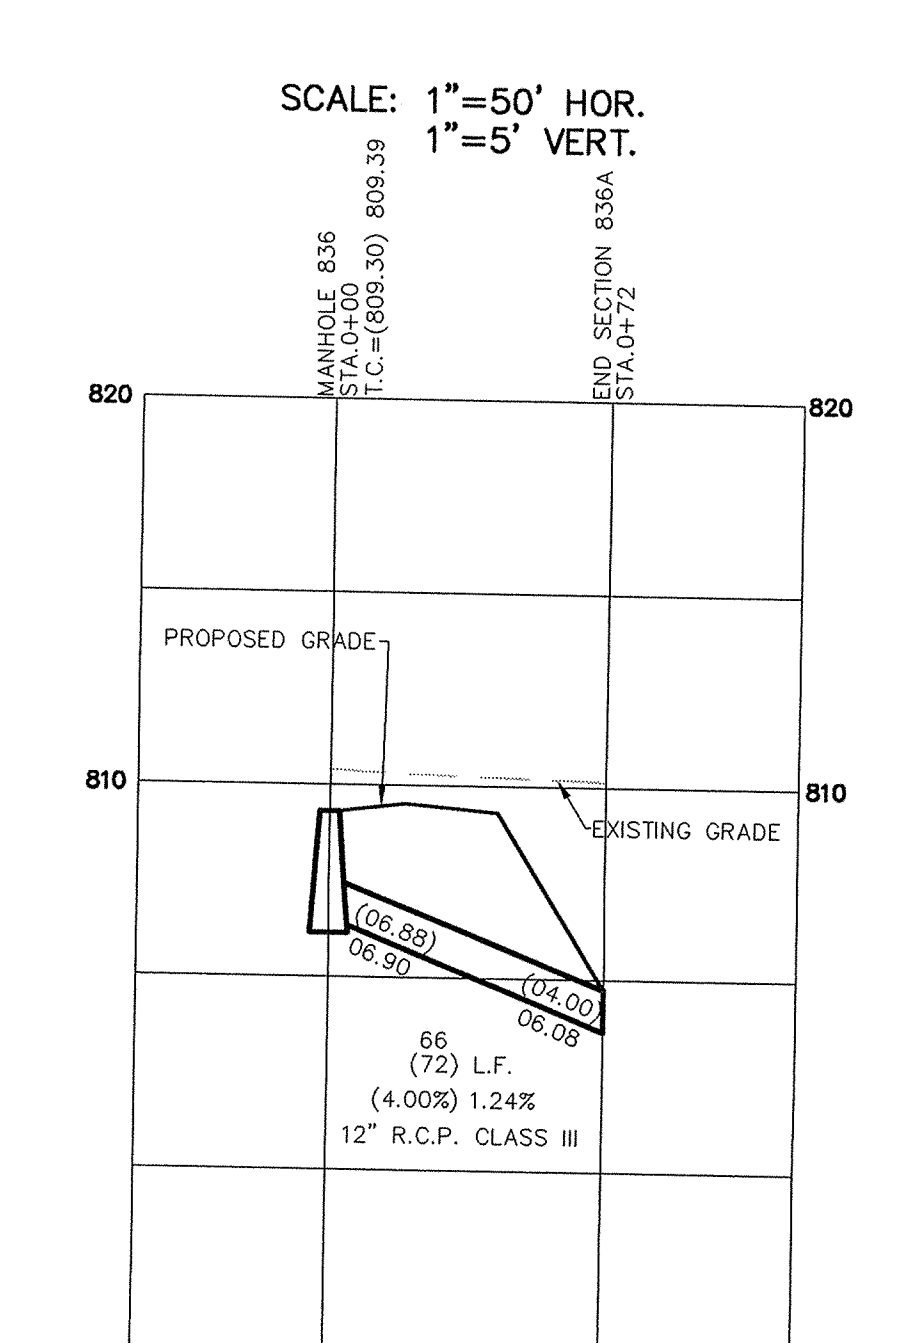 SCALE: 1"=50' HOR.
1"=5' VERT.
MANHOLE 836
STA.0+00
T.C.=(809.30) 809.39
END SECTION 836A
STA.0+72
820
820
PROPOSED GRADE
810
810
EXISTING GRADE
(06.88)
06.90
(04.00)
06.08
66
(72) L.F.
(4.00%) 1.24%
12" R.C.P. CLASS III